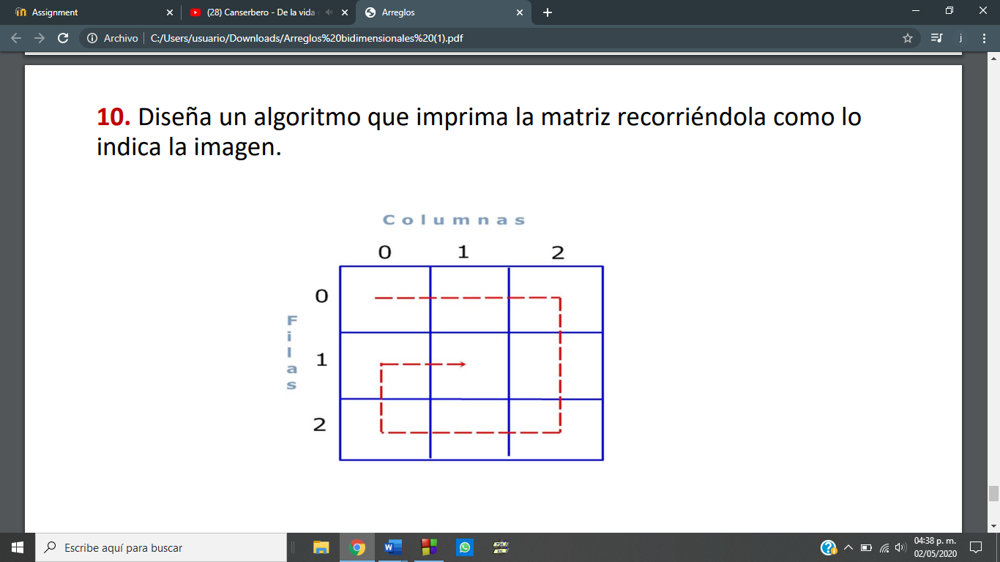 Assignment
(28) Canserbero - De la vida
Arreglos
Archivo
C:/Users/usuario/Downloads/Arreglos%20bidimensionales%20(1).pdf
j
10. Diseña un algoritmo que imprima la matriz recorriéndola como lo
indica la imagen.
Columnas
0 1 2
Filas
0
1
2
Escribe aquí para buscar
04:38 p. m.
02/05/2020